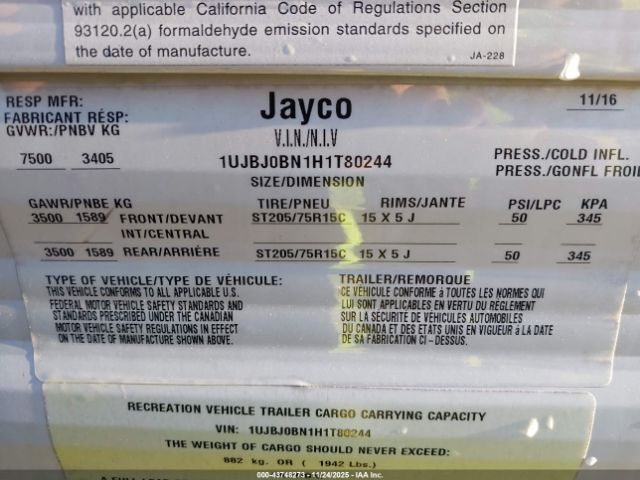 with applicable California Code of Regulations Section
93120.2(a) formaldehyde emission standards specified on
the date of manufacture.
JA-228
RESP MFR:
FABRICANT RÉSP:
Jayco
11/16
GVWR:/PNBV KG
V.I.N./N.I.V
7500 3405
1UJBJ0BN1H1T80244
PRESS./COLD INFL.
SIZE/DIMENSION
PRESS./GONFL FROI
GAWR/PNBE KG TIRE/PNEU RIMS/JANTE PSI/LPC KPA
3500 1589 FRONT/DEVANT ST205/75R15C 15 X 5 J 50 345
INT/CENTRAL
3500 1589 REAR/ARRIÈRE ST205/75R15C 15 X 5 J 50 345
TYPE OF VEHICLE/TYPE DE VÉHICULE: TRAILER/REMORQUE
THIS VEHICLE CONFORMS TO ALL APPLICABLE U.S.
FEDERAL MOTOR VEHICLE SAFETY STANDARDS AND
STANDARDS PRESCRIBED UNDER THE CANADIAN
MOTOR VEHICLE SAFETY REGULATIONS IN EFFECT
ON THE DATE OF MANUFACTURE SHOWN ABOVE.
CE VEHICULE CONFORME à TOUTES LES NORMES QUI
LUI SONT APPLICABLES EN VERTU DU REGLEMENT
SUR LA SECURITE DE VEHICULES AUTOMOBILES
DU CANADA ET DES ETATS UNIS EN VIGUEUR à LA DATE
DE SA FABRICATION CI - DESSUS.
RECREATION VEHICLE TRAILER CARGO CARRYING CAPACITY
VIN: 1UJBJ0BN1H1T80244
THE WEIGHT OF CARGO SHOULD NEVER EXCEED:
882 kg. OR ( 1942 Lbs.)
© COPYRIGHT - 43748273 - 11/24/2025 - IAA Inc.